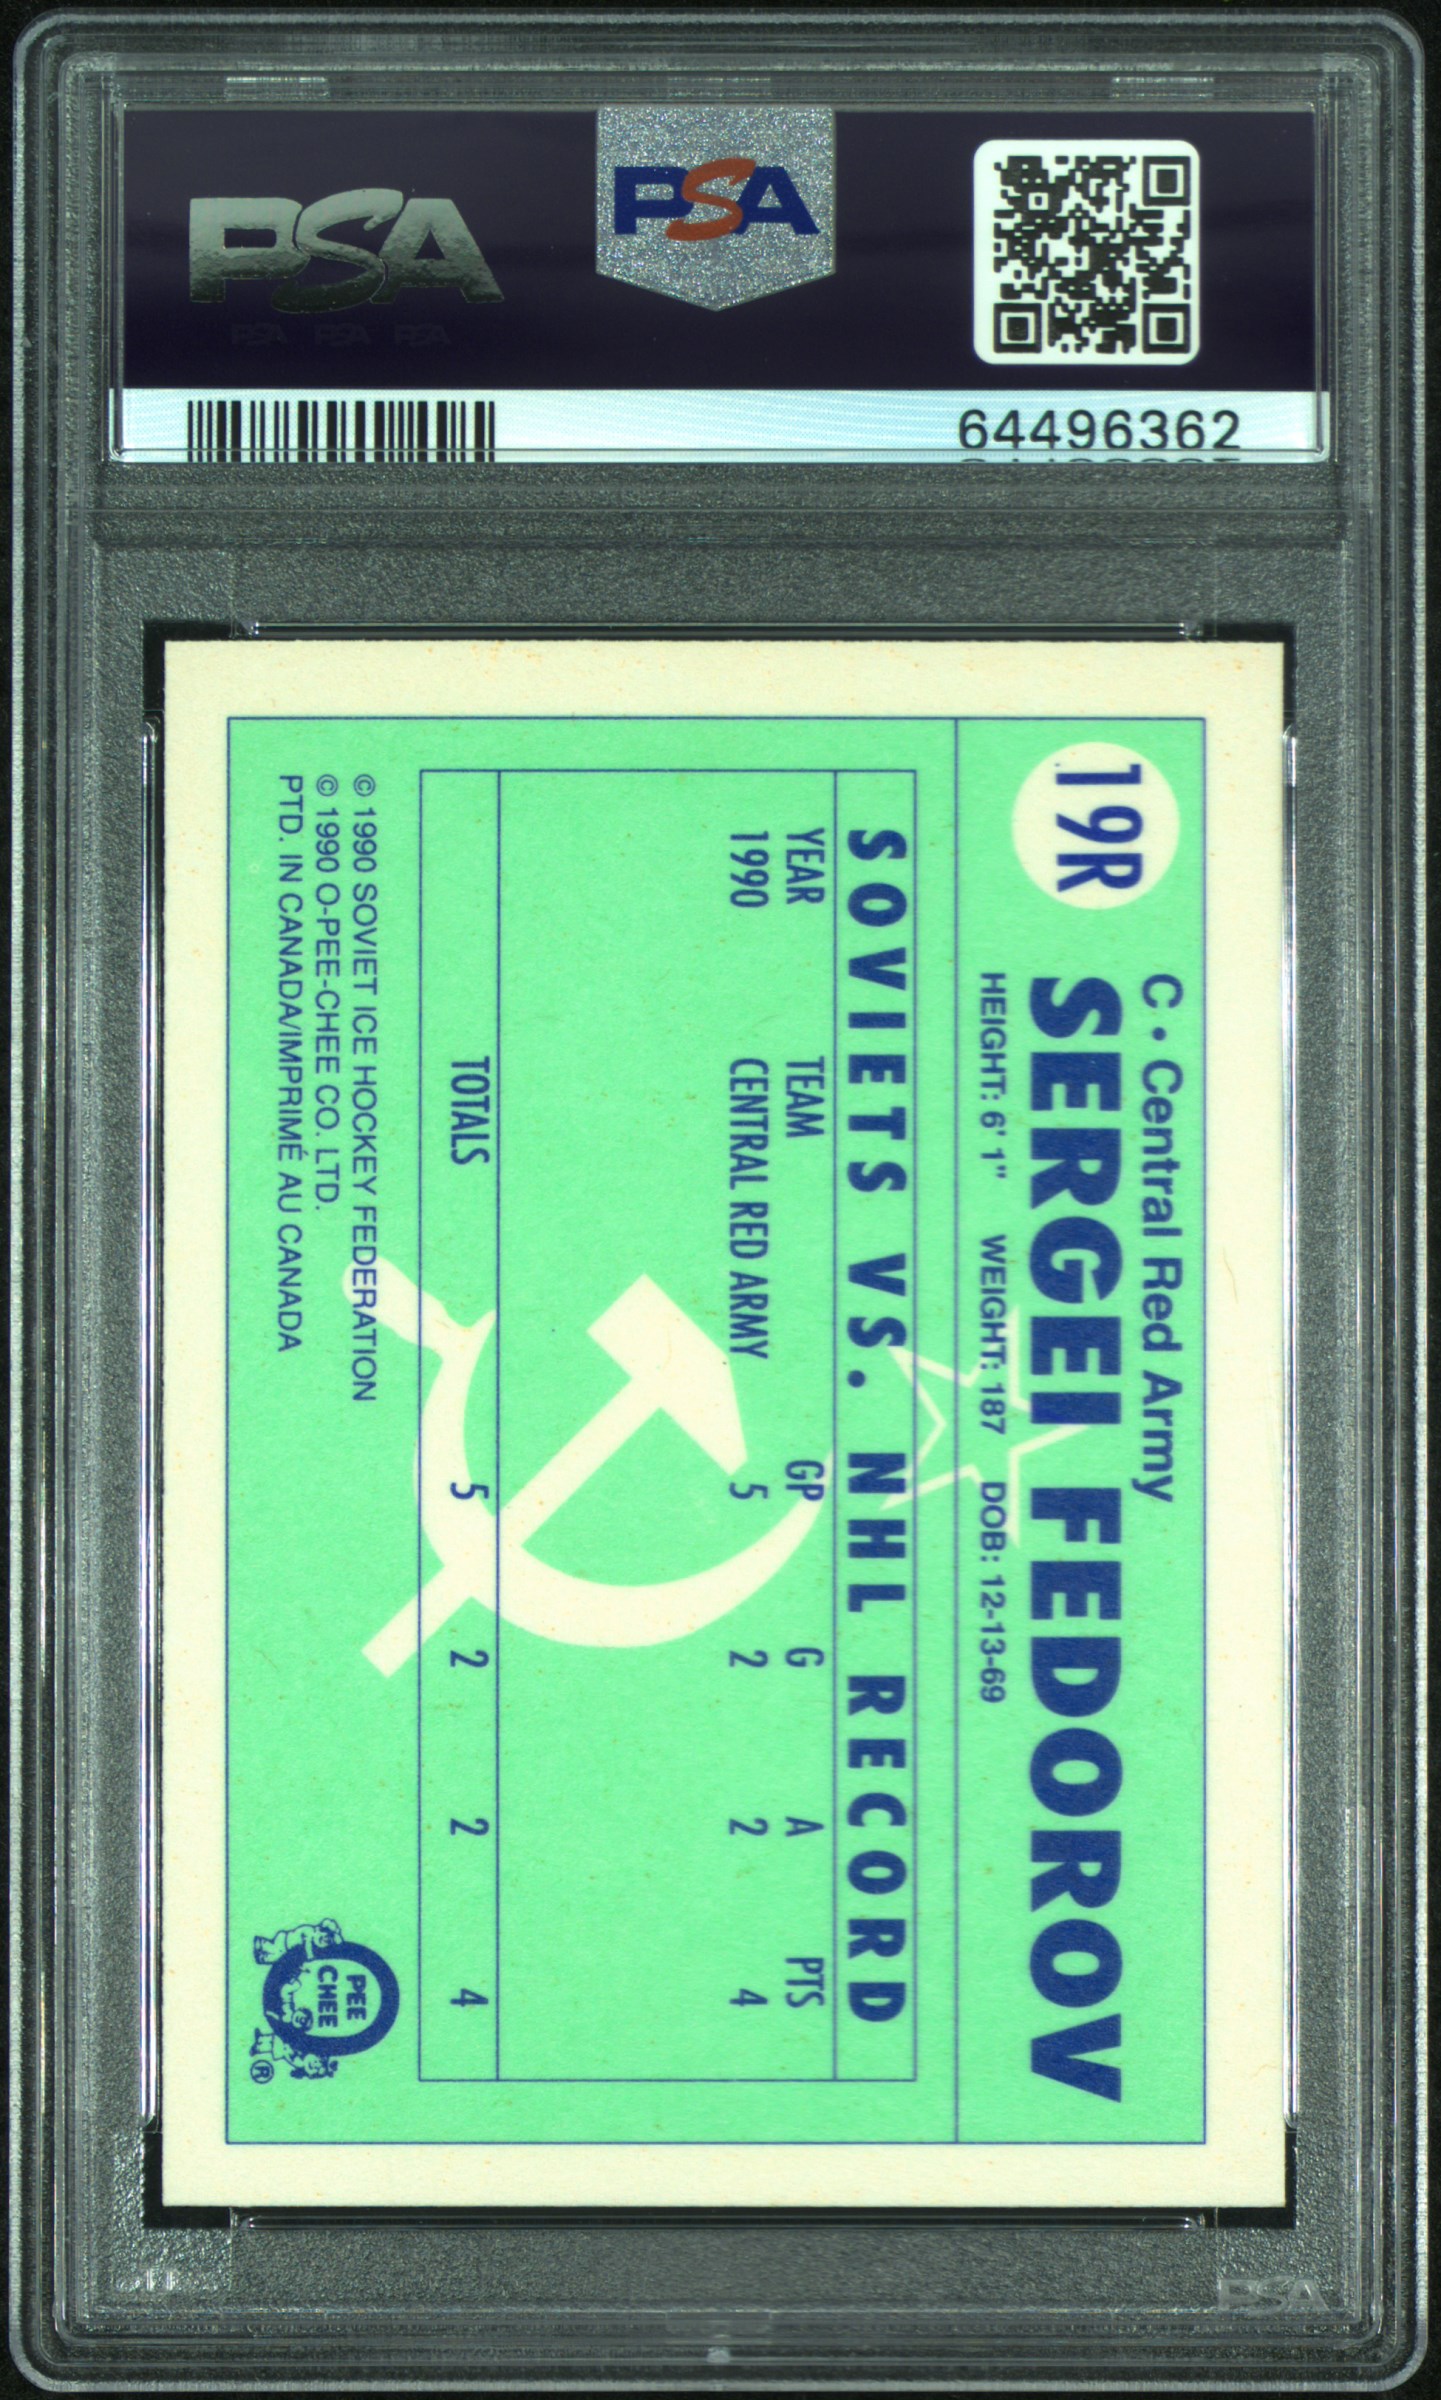 PSA
PSA
PSA PSA PSA
64496362
19R
C • Central Red Army
SERGEI FEDOROV
HEIGHT: 6' 1" WEIGHT: 187 DOB: 12-13-69
SOVIETS VS. NHL RECORD
YEAR TEAM GP G A PTS
1990 CENTRAL RED ARMY 5 2 2 4
TOTALS 5 2 2 4
© 1990 SOVIET ICE HOCKEY FEDERATION
© 1990 O-PEE-CHEE CO. LTD.
PTD. IN CANADA/IMPRIMÉ AU CANADA
O PEE CHEE ®
PSA